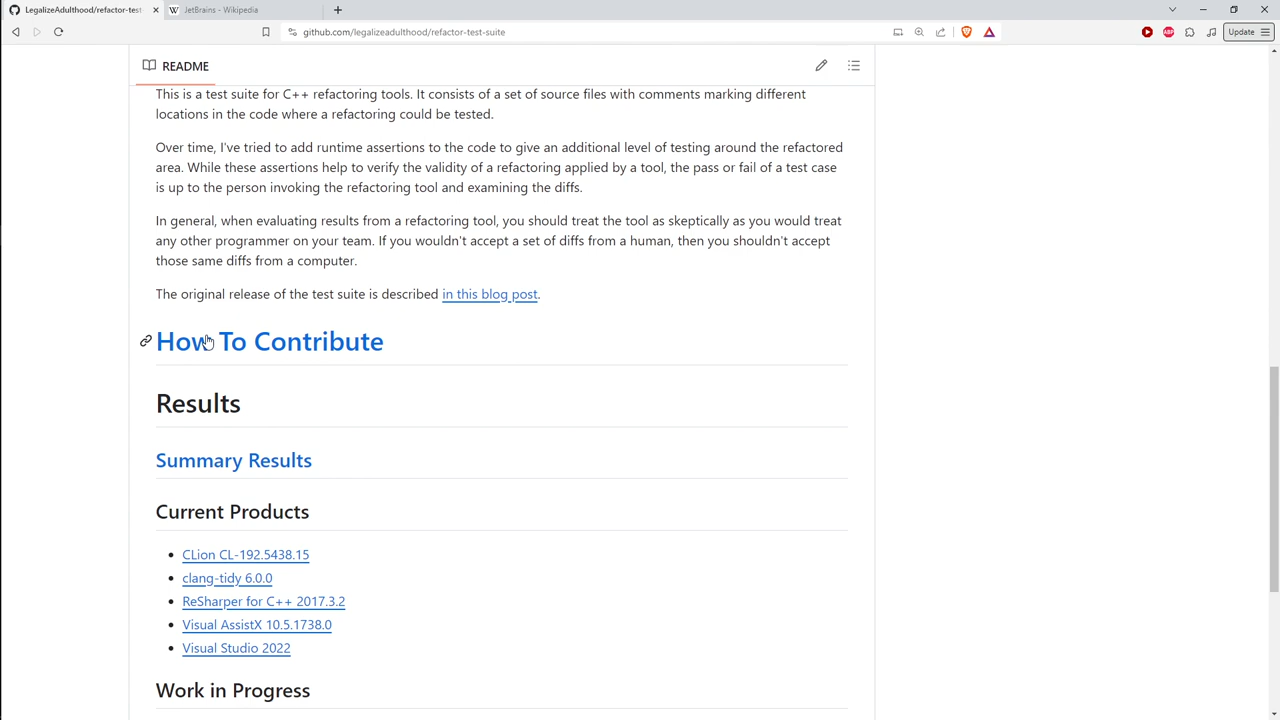 LegalizeAdulthood/refactor-test
JetBrains - Wikipedia
github.com/legalizeadulthood/refactor-test-suite
ABP
Update
README
This is a test suite for C++ refactoring tools. It consists of a set of source files with comments marking different
locations in the code where a refactoring could be tested.
Over time, I've tried to add runtime assertions to the code to give an additional level of testing around the refactored
area. While these assertions help to verify the validity of a refactoring applied by a tool, the pass or fail of a test case
is up to the person invoking the refactoring tool and examining the diffs.
In general, when evaluating results from a refactoring tool, you should treat the tool as skeptically as you would treat
any other programmer on your team. If you wouldn't accept a set of diffs from a human, then you shouldn't accept
those same diffs from a computer.
The original release of the test suite is described in this blog post.
How To Contribute
Results
Summary Results
Current Products
CLion CL-192.5438.15
clang-tidy 6.0.0
ReSharper for C++ 2017.3.2
Visual AssistX 10.5.1738.0
Visual Studio 2022
Work in Progress